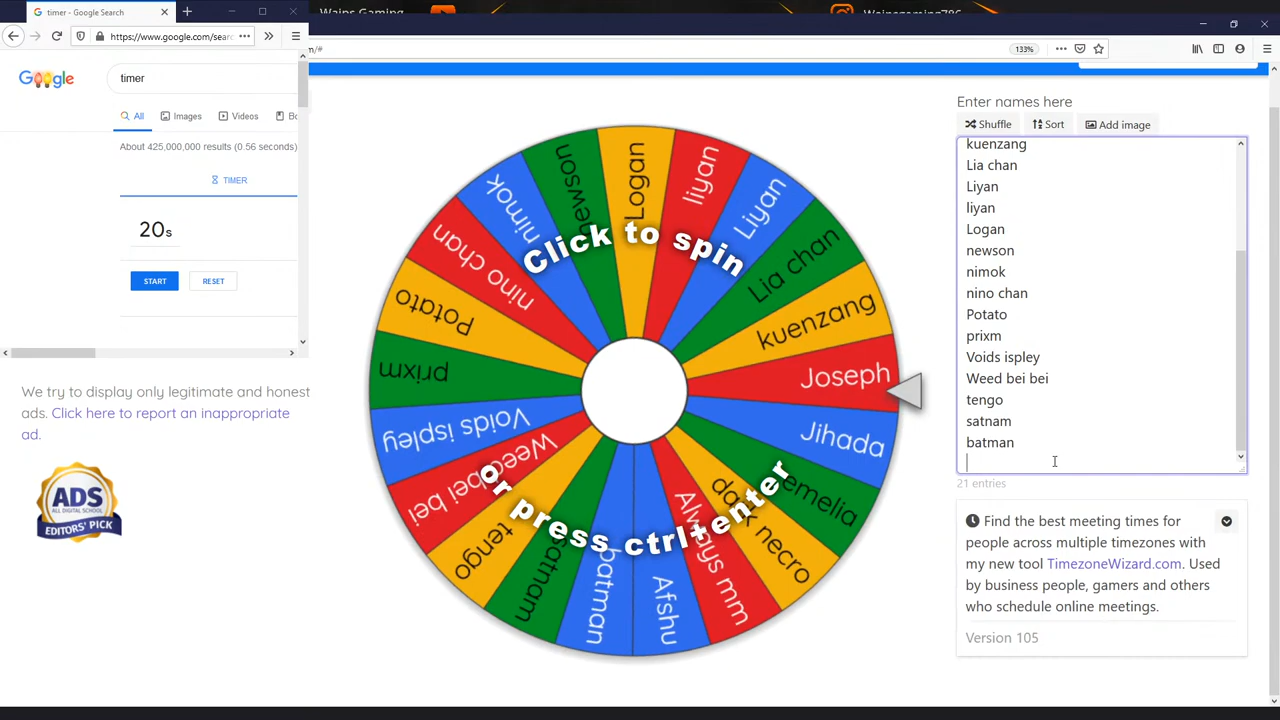 Waips Gaming
Waipsgaming786
timer - Google Search
https://www.google.com/sear
m/#
133%
Google
timer
All
Images
Videos
Bo
About 425,000,000 results (0.56 seconds)
TIMER
20s
START
RESET
We try to display only legitimate and honest
ads. Click here to report an inappropriate
ad.
ADS
ALL DIGITAL SCHOOL
EDITORS' PICK
Click to spin
or press ctrl+enter
Logan
liyan
Liyan
Lia chan
kuenzang
Joseph
Jihada
emelia
dark necro
Always mm
Afshu
batman
satnam
tengo
Weed bei bei
Voids ispley
prixm
Potato
nino chan
nimok
newson
Enter names here
Shuffle
Sort
Add image
kuenzang
Lia chan
Liyan
liyan
Logan
newson
nimok
nino chan
Potato
prixm
Voids ispley
Weed bei bei
tengo
satnam
batman
21 entries
Find the best meeting times for
people across multiple timezones with
my new tool TimezoneWizard.com. Used
by business people, gamers and others
who schedule online meetings.
Version 105